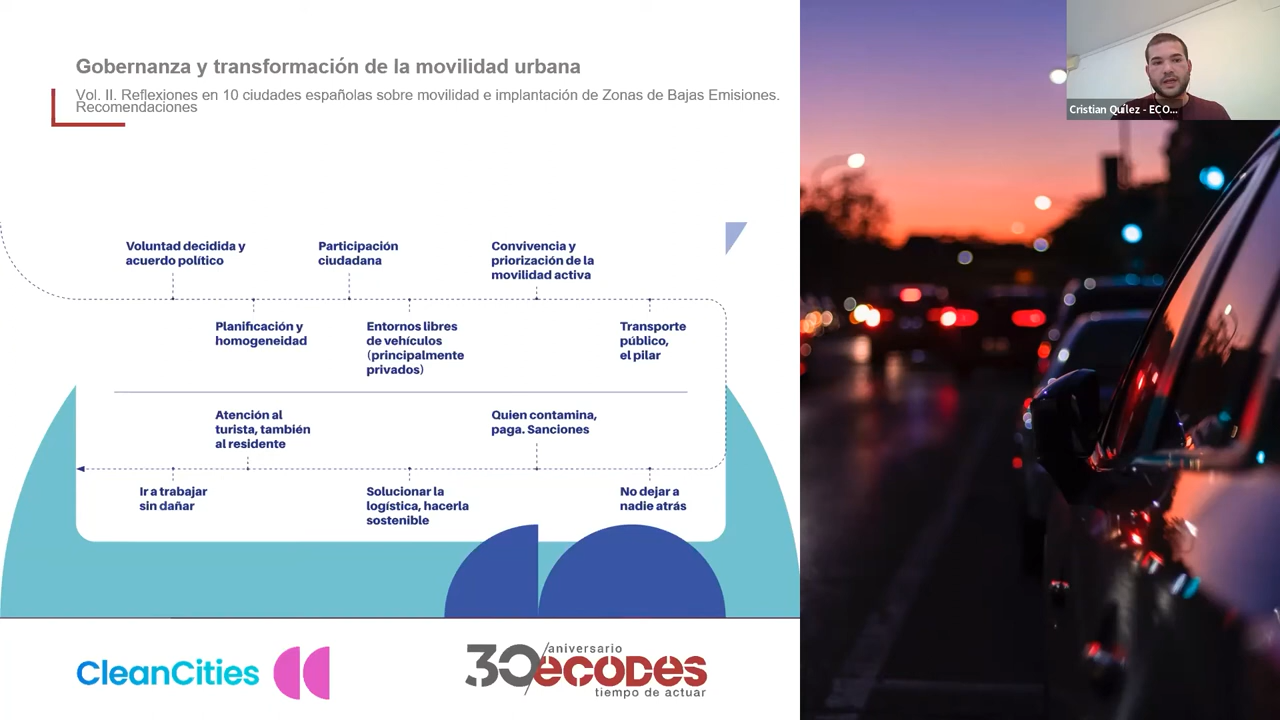 Gobernanza y transformación de la movilidad urbana
Vol. II. Reflexiones en 10 ciudades españolas sobre movilidad e implantación de Zonas de Bajas Emisiones.
Recomendaciones
Cristian Quílez - ECO...
Voluntad decidida y
acuerdo político
Participación
ciudadana
Convivencia y
priorización de la
movilidad activa
Planificación y
homogeneidad
Entornos libres
de vehículos
(principalmente
privados)
Transporte
público,
el pilar
Atención al
turista, también
al residente
Quien contamina,
paga. Sanciones
Ir a trabajar
sin dañar
Solucionar la
logística, hacerla
sostenible
No dejar a
nadie atrás
CleanCities
30 aniversario
ecodes
tiempo de actuar